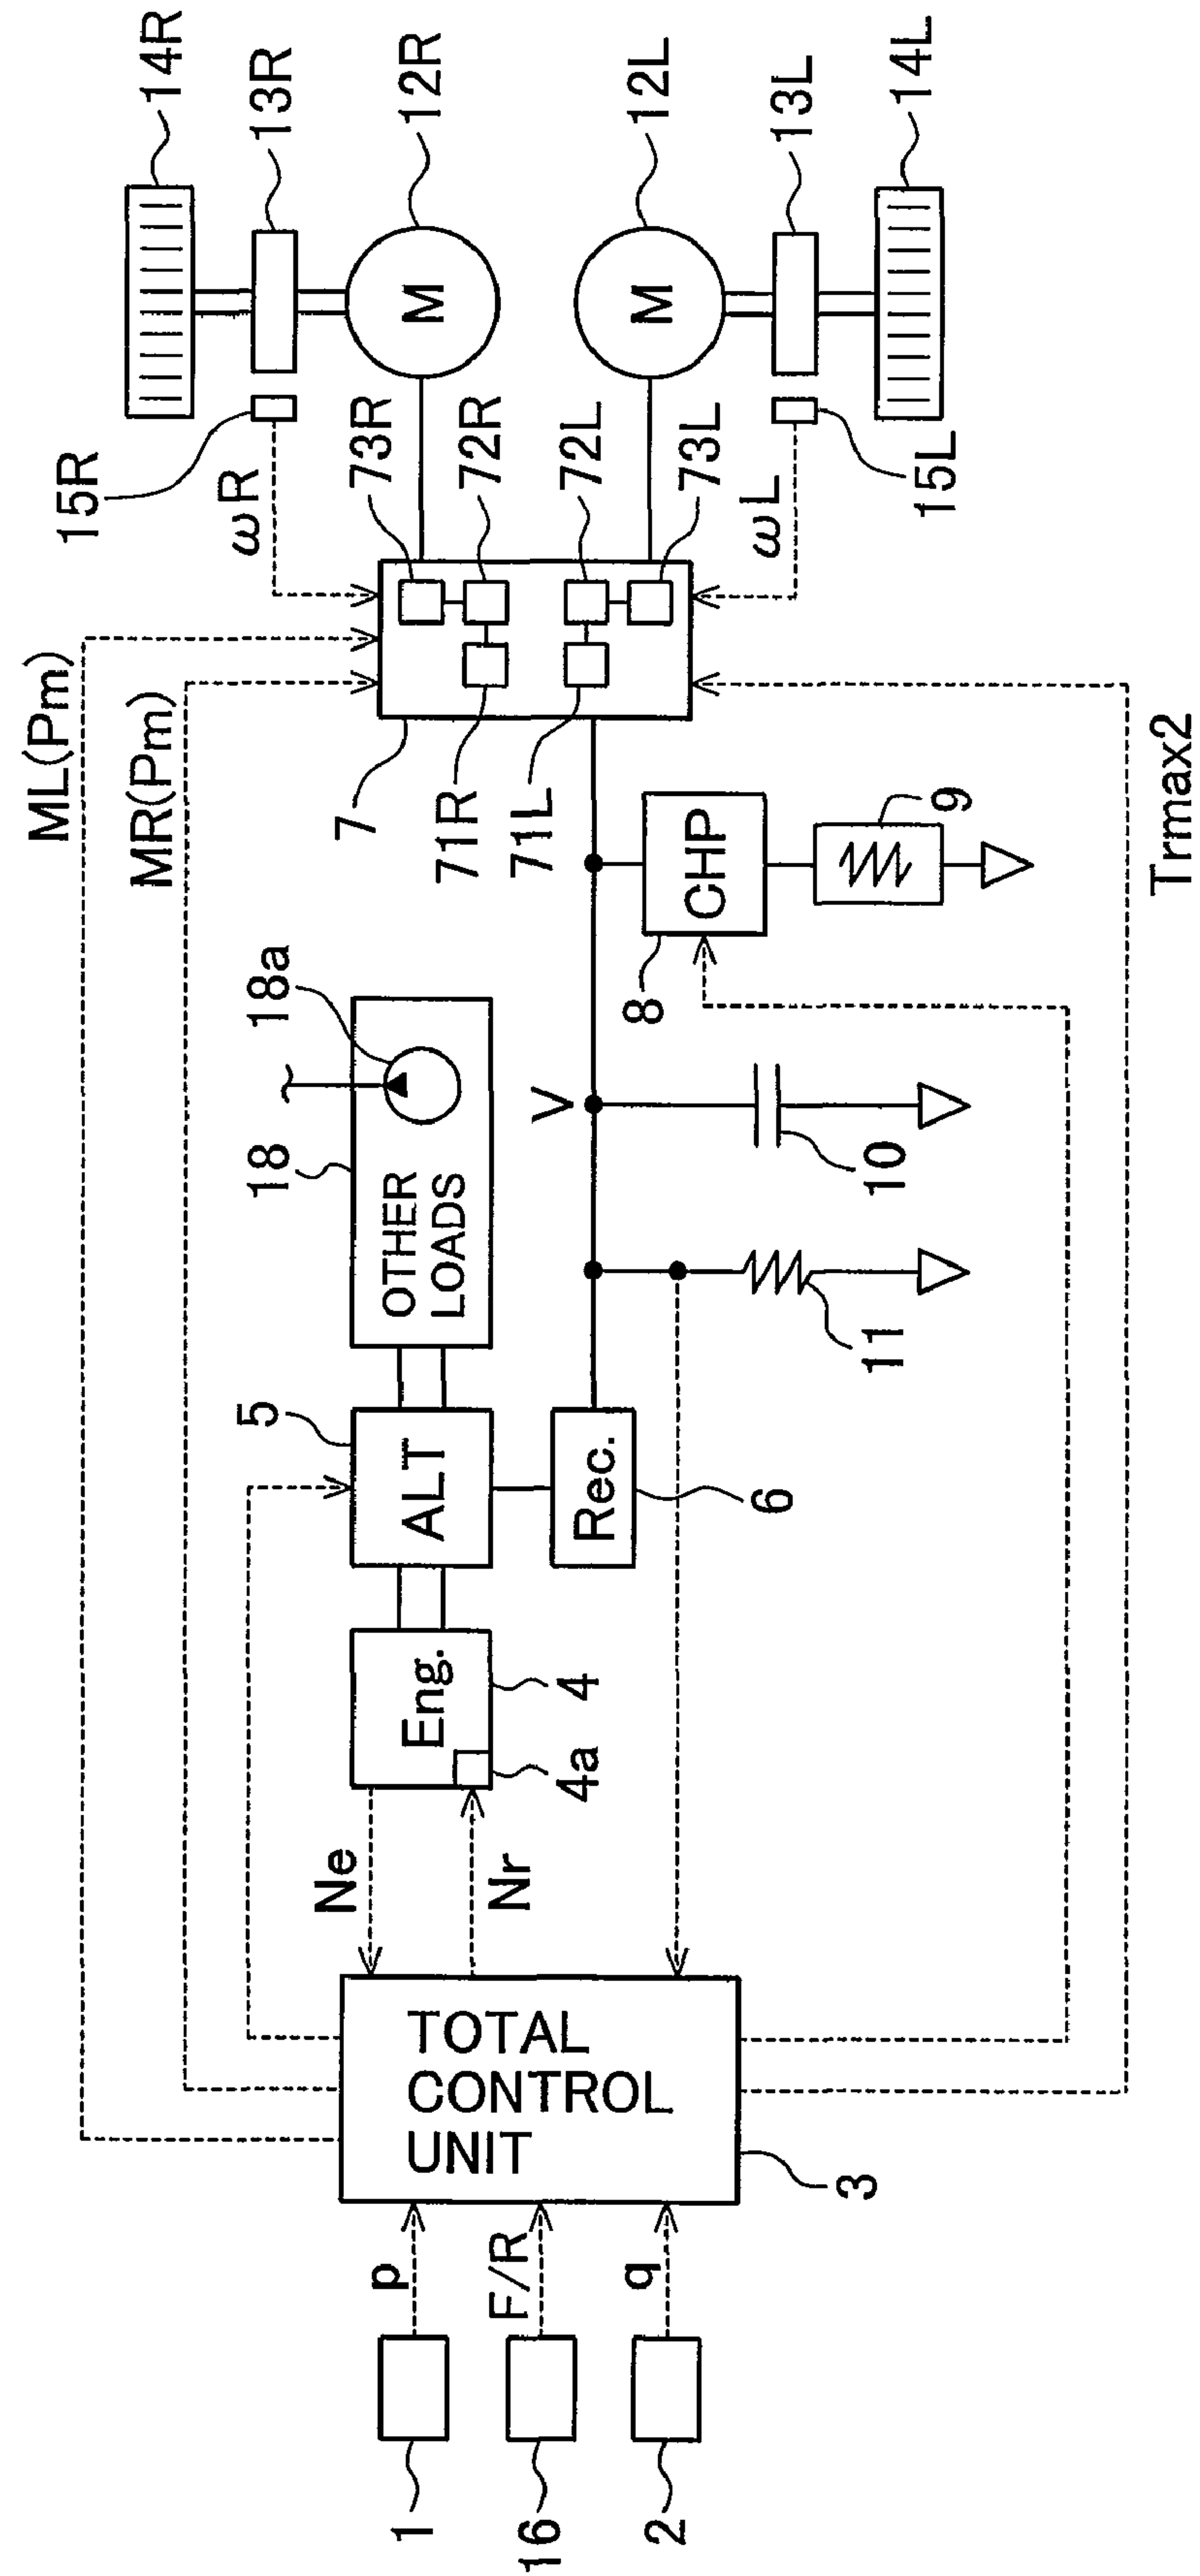 ML(Pm)
MR(Pm)
15R
ωR
14R
13R
12R
73R
72R
7
71R
71L
72L
73L
12L
13L
14L
15L
ωL
5
18
18a
ALT
OTHER
LOADS
V
8
CHP
9
Ne
Eng.
4
4a
Nr
Rec.
6
11
10
Trmax2
TOTAL
CONTROL
UNIT
3
p
F/R
q
1
16
2